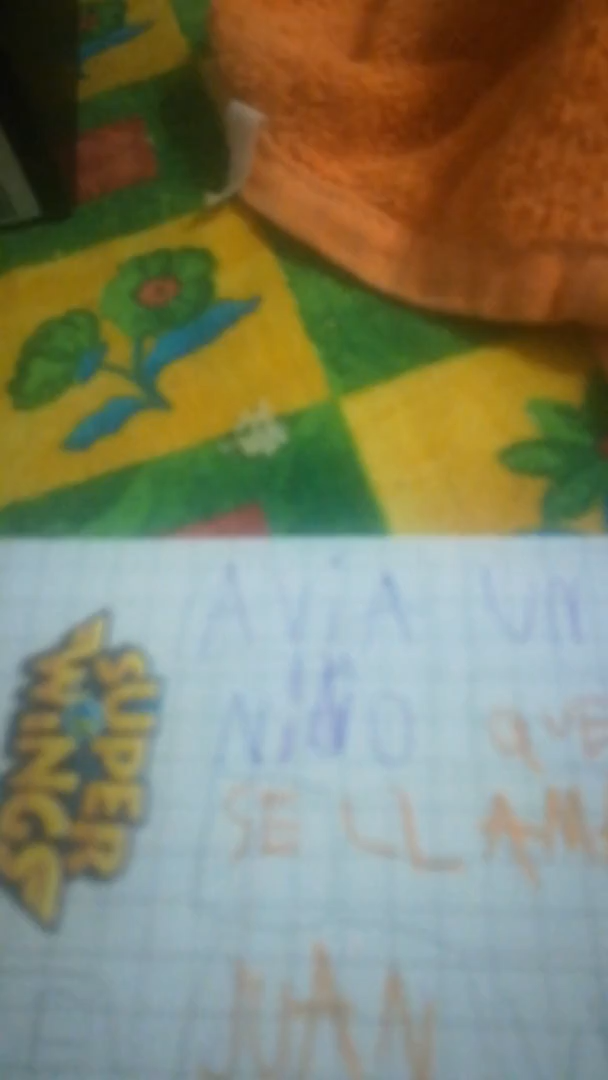 SUPER
WINGS
AVIA UN
NIÑO QUE
SE LLAMA
JUAN